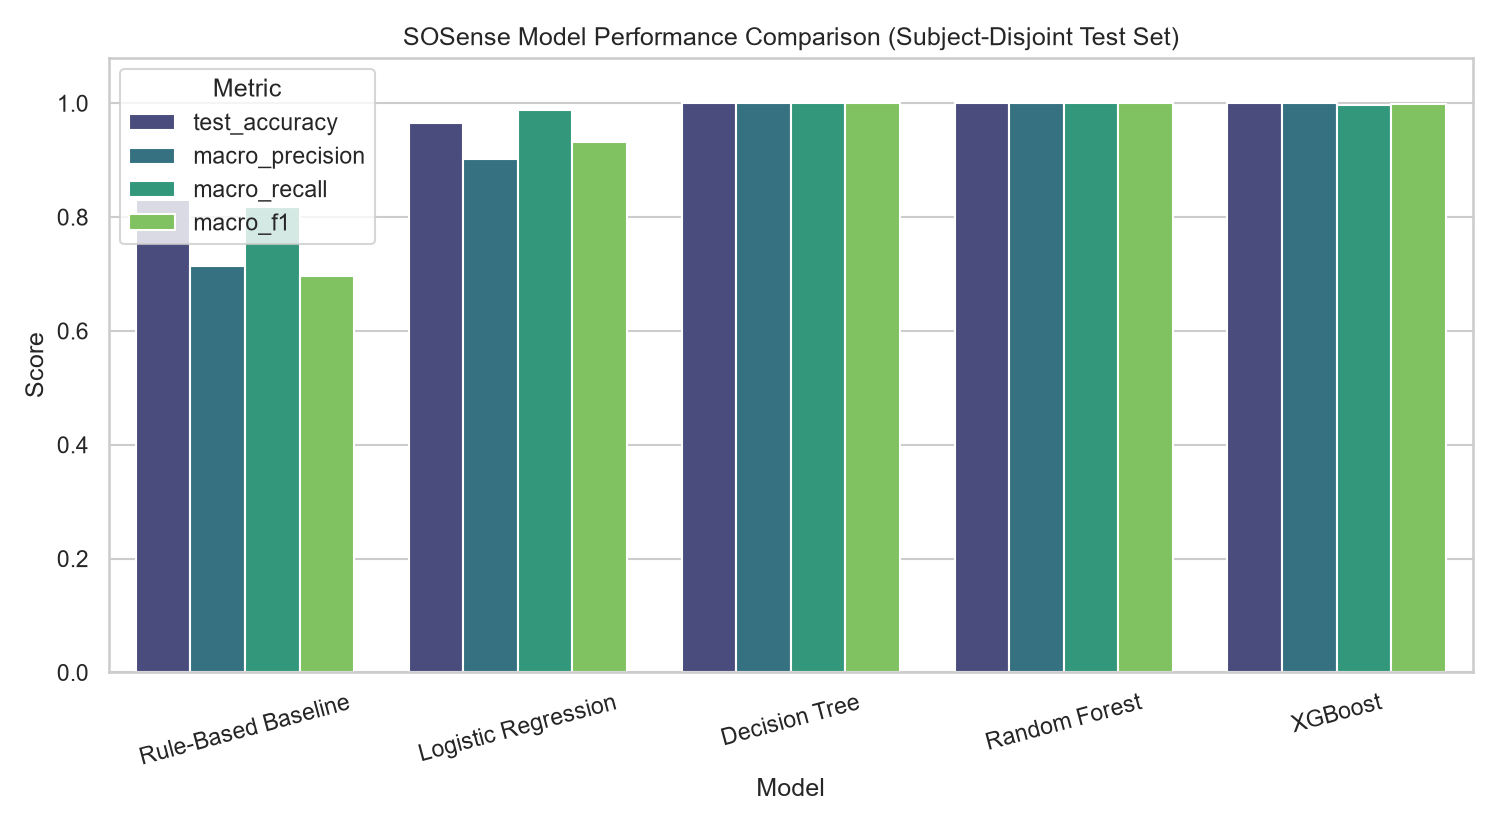 SOSense Model Performance Comparison (Subject-Disjoint Test Set)
Metric
test_accuracy
macro_precision
macro_recall
macro_f1
Score
1.0
0.8
0.6
0.4
0.2
0.0
Rule-Based Baseline
Logistic Regression
Decision Tree
Random Forest
XGBoost
Model